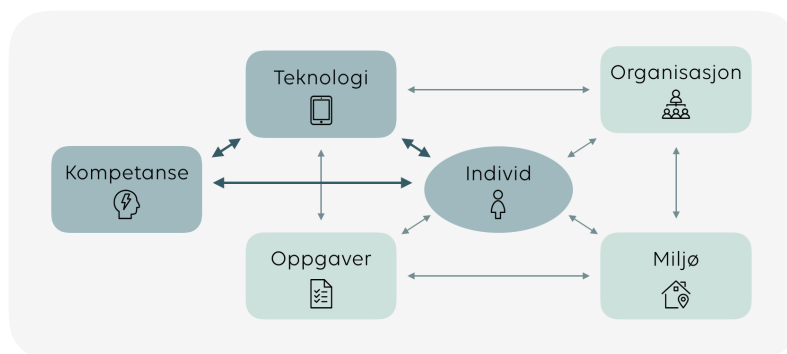 Teknologi
Organisasjon
Kompetanse
Individ
Oppgaver
Miljø